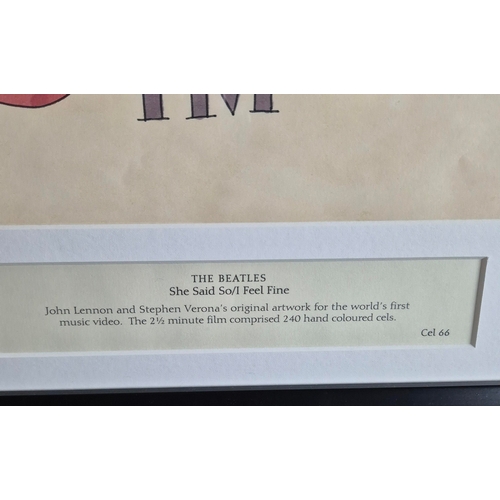 I'M
THE BEATLES
She Said So/I Feel Fine
John Lennon and Stephen Verona's original artwork for the world's first
music video. The 2½ minute film comprised 240 hand coloured cels.
Cel 66